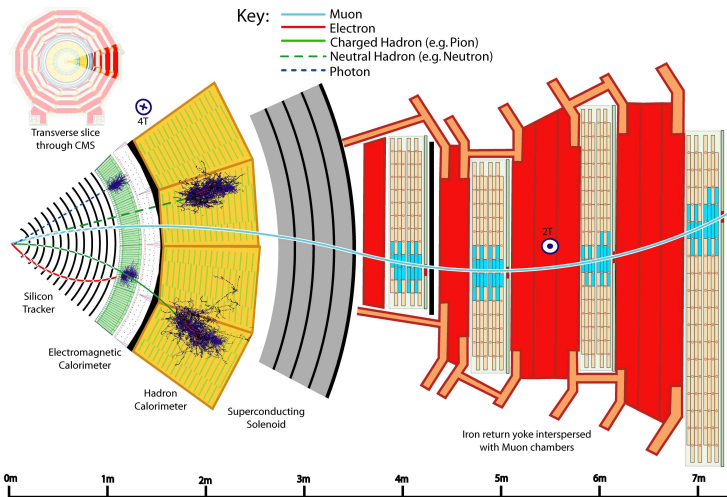 Key:
Muon
Electron
Charged Hadron (e.g. Pion)
Neutral Hadron (e.g. Neutron)
Photon
Transverse slice
through CMS
4T
2T
Silicon
Tracker
Electromagnetic
Calorimeter
Hadron
Calorimeter
Superconducting
Solenoid
Iron return yoke interspersed
with Muon chambers
0m 1m 2m 3m 4m 5m 6m 7m